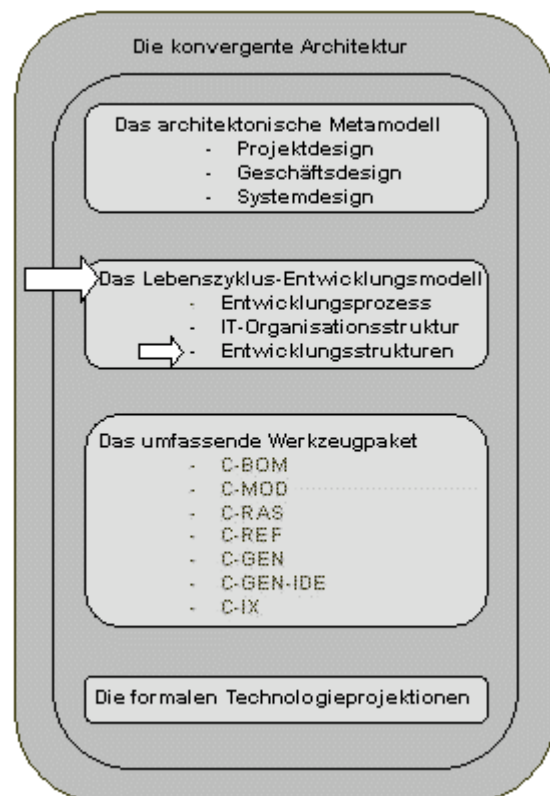 Die konvergente Architektur
Das architektonische Metamodell
- Projektdesign
- Geschäftsdesign
- Systemdesign
Das Lebenszyklus-Entwicklungsmodell
- Entwicklungsprozess
- IT-Organisationsstruktur
- Entwicklungsstrukturen
Das umfassende Werkzeugpaket
- C-BOM
- C-MOD
- C-RAS
- C-REF
- C-GEN
- C-GEN-IDE
- C-IX
Die formalen Technologieprojektionen